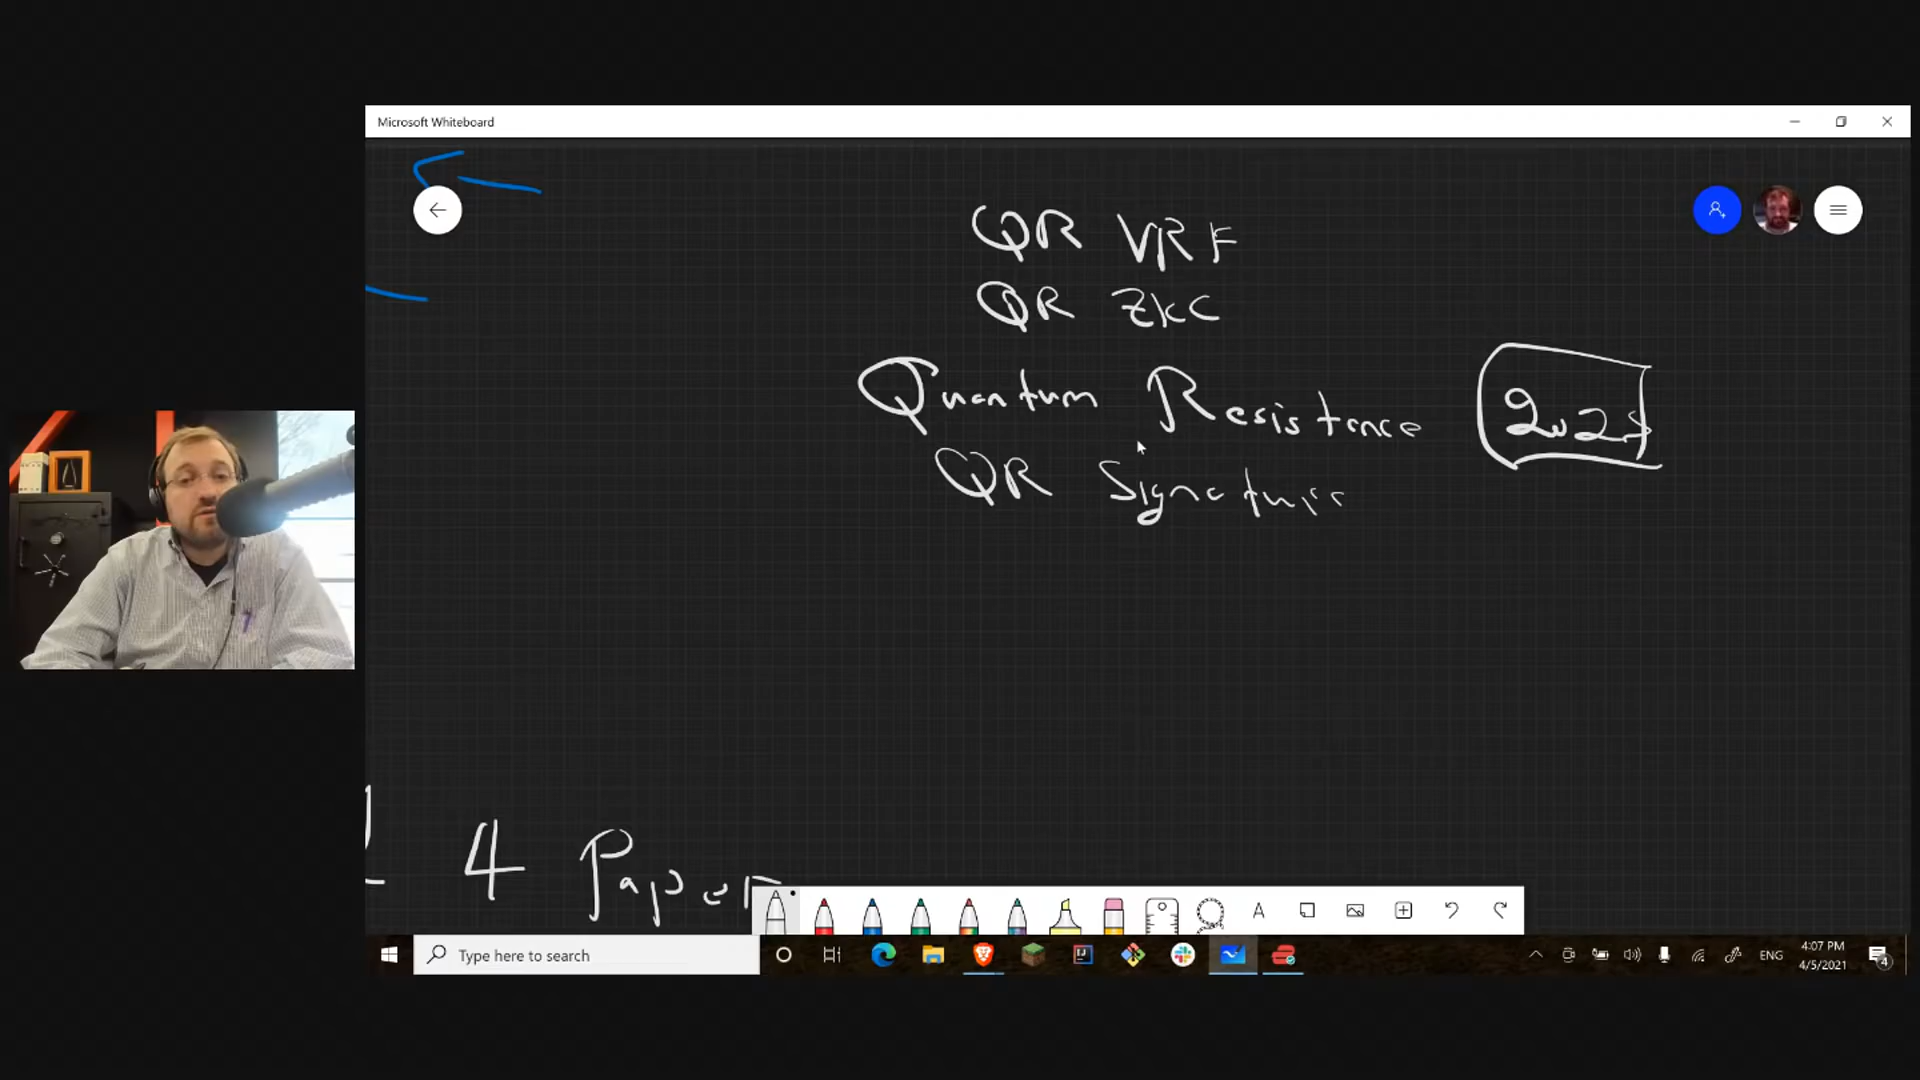 Microsoft Whiteboard
QR VRF
QR ZKC
Quantum Resistance
QR Signature
4 Paper
A
Type here to search
ENG
4:07 PM
4/5/2021
4